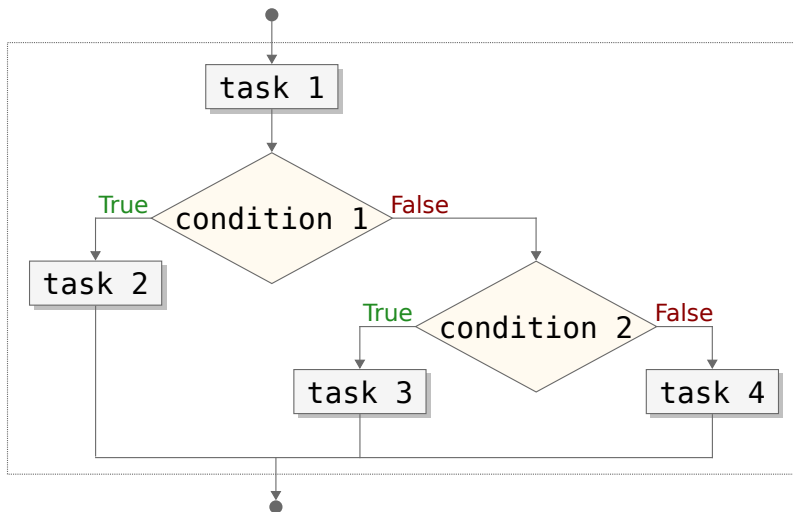 task 1
True
condition 1
False
task 2
True
condition 2
False
task 3
task 4